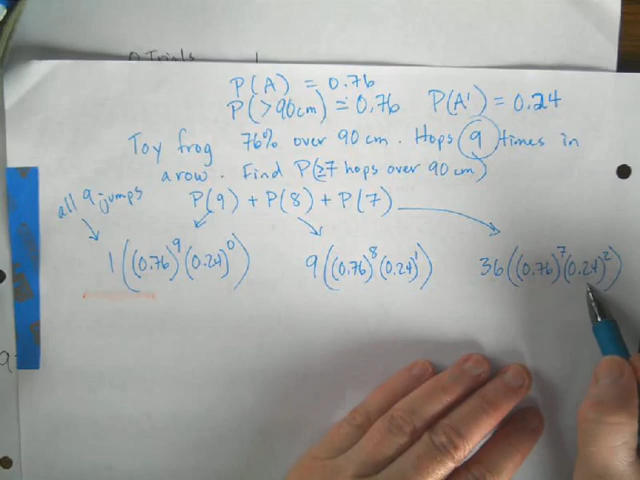 n Trials
P(A) = 0.76
P(>90cm) = 0.76 P(A') = 0.24
Toy frog 76% over 90 cm. Hops 9 times in
a row. Find P(≥7 hops over 90 cm)
all 9 jumps P(9) + P(8) + P(7)
1((0.76)⁹(0.24)⁰) 9((0.76)⁸(0.24)¹) 36((0.76)⁷(0.24)²)
9